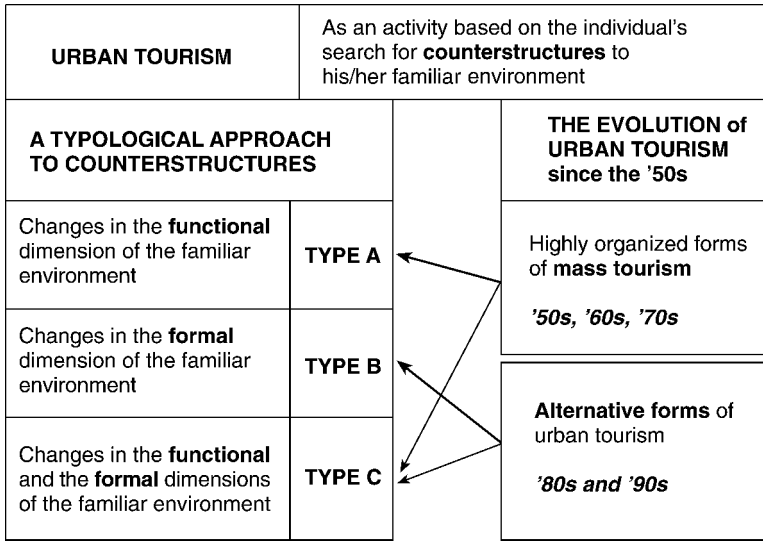 URBAN TOURISM
As an activity based on the individual's
search for counterstructures to
his/her familiar environment
A TYPOLOGICAL APPROACH
TO COUNTERSTRUCTURES
THE EVOLUTION of
URBAN TOURISM
since the '50s
Changes in the functional
dimension of the familiar
environment
TYPE A
Highly organized forms
of mass tourism
'50s, '60s, '70s
Changes in the formal
dimension of the familiar
environment
TYPE B
Alternative forms of
urban tourism
'80s and '90s
Changes in the functional
and the formal dimensions
of the familiar environment
TYPE C